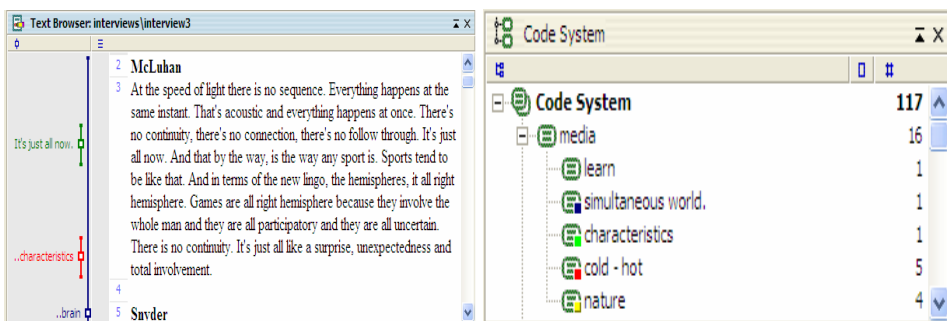 Text Browser: interviews\interview3
2 McLuhan
3 At the speed of light there is no sequence. Everything happens at the
same instant. That's acoustic and everything happens at once. There's
no continuity, there's no connection, there's no follow through. It's just
It's just all now.
all now. And that by the way, is the way any sport is. Sports tend to
be like that. And in terms of the new lingo, the hemispheres, it all right
hemisphere. Games are all right hemisphere because they involve the
whole man and they are all participatory and they are all uncertain.
There is no continuity. It's just all like a surprise, unexpectedness and
..characteristics
total involvement.
4
..brain
5 Snyder
Code System
Code System 117
media 16
learn 1
simultaneous world. 1
characteristics 1
cold - hot 5
nature 4